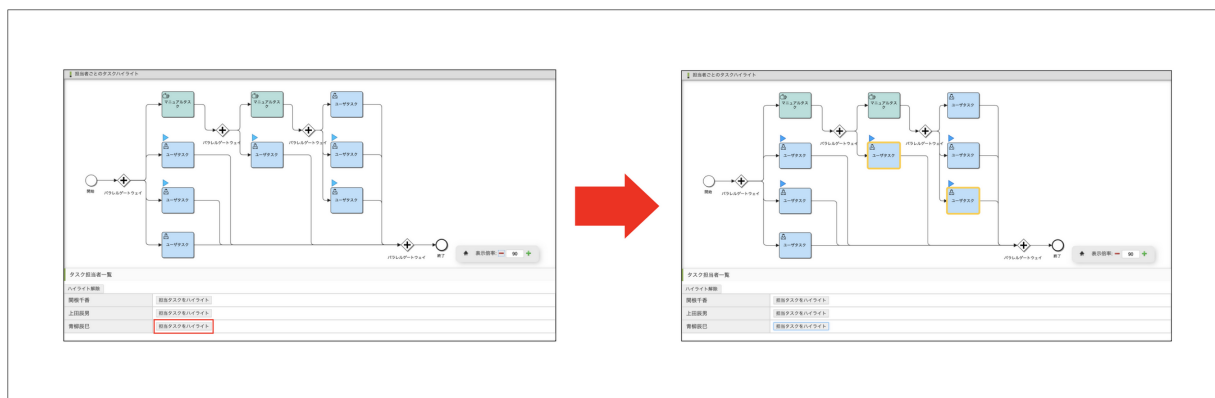 担当者ごとのタスクハイライト
マニュアルタスク
マニュアルタスク
ユーザタスク
パラレルゲートウェイ
パラレルゲートウェイ
ユーザタスク
ユーザタスク
ユーザタスク
開始
パラレルゲートウェイ
ユーザタスク
ユーザタスク
ユーザタスク
パラレルゲートウェイ
終了
表示倍率: 90
タスク担当者一覧
ハイライト解除
関根千香 担当タスクをハイライト
上田辰男 担当タスクをハイライト
青柳辰巳 担当タスクをハイライト
担当者ごとのタスクハイライト
マニュアルタスク
マニュアルタスク
ユーザタスク
パラレルゲートウェイ
パラレルゲートウェイ
ユーザタスク
ユーザタスク
ユーザタスク
開始
パラレルゲートウェイ
ユーザタスク
ユーザタスク
ユーザタスク
パラレルゲートウェイ
終了
表示倍率: 90
タスク担当者一覧
ハイライト解除
関根千香 担当タスクをハイライト
上田辰男 担当タスクをハイライト
青柳辰巳 担当タスクをハイライト